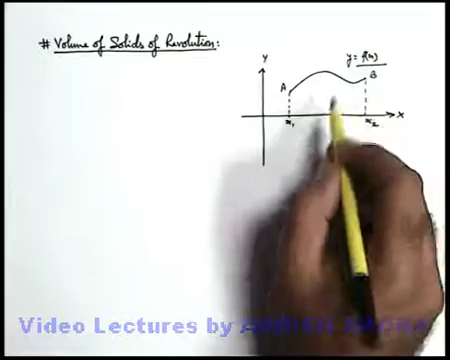 # Volume of Solids of Revolution:
y = f(x)
Y
A
B
x₁
x₂
X
Video Lectures by